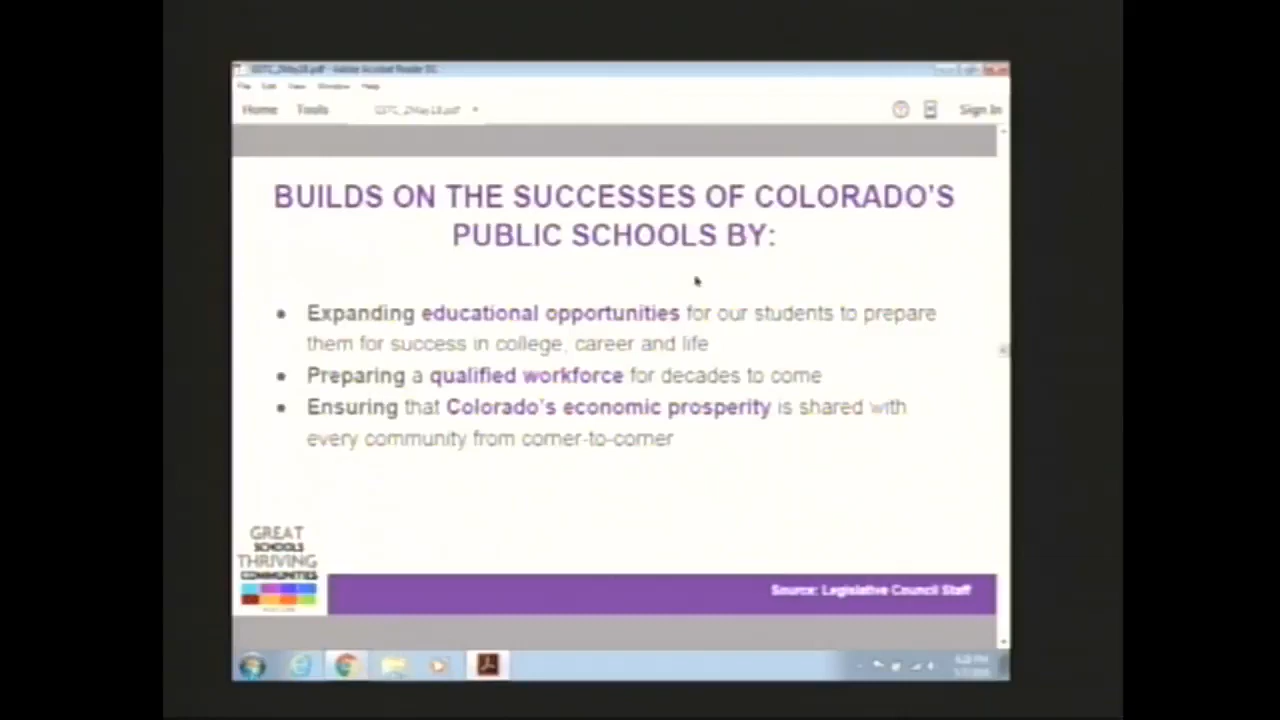 Home Tools GSTC_2May18.pdf Sign In
BUILDS ON THE SUCCESSES OF COLORADO'S
PUBLIC SCHOOLS BY:
• Expanding educational opportunities for our students to prepare
them for success in college, career and life
• Preparing a qualified workforce for decades to come
• Ensuring that Colorado's economic prosperity is shared with
every community from corner-to-corner
GREAT
SCHOOLS
THRIVING
COMMUNITIES
Source: Legislative Council Staff